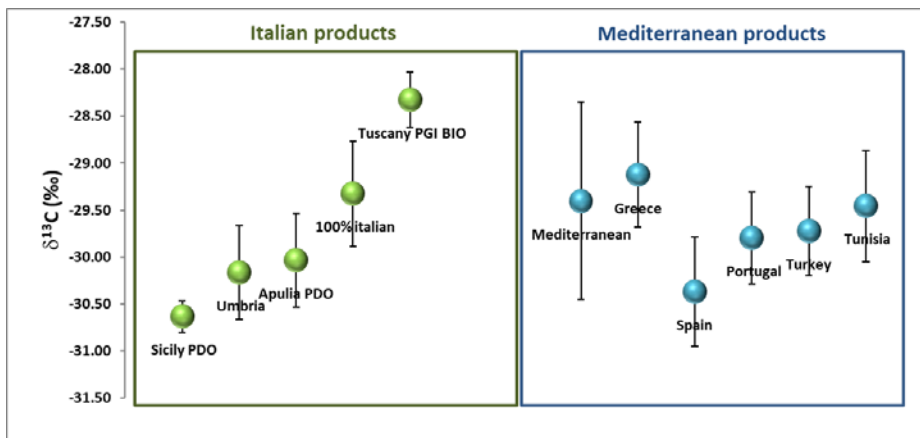 Italian products
Mediterranean products
δ¹³C (‰)
-27.50
-28.00
-28.50
-29.00
-29.50
-30.00
-30.50
-31.00
-31.50
Tuscany PGI BIO
100%italian
Apulia PDO
Umbria
Sicily PDO
Mediterranean
Greece
Spain
Portugal
Turkey
Tunisia